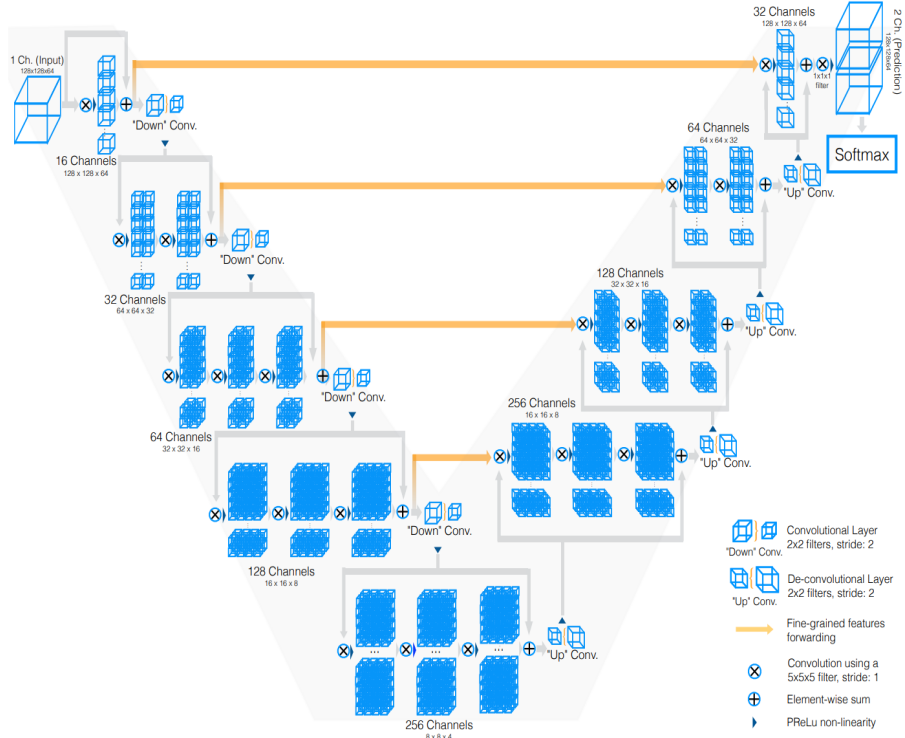 1 Ch. (Input)
128x128x64
"Down" Conv.
16 Channels
128 x 128 x 64
"Down" Conv.
32 Channels
64 x 64 x 32
"Down" Conv.
64 Channels
32 x 32 x 16
"Down" Conv.
128 Channels
16 x 16 x 8
...
...
...
256 Channels
8 x 8 x 4
"Up" Conv.
256 Channels
16 x 16 x 8
"Up" Conv.
128 Channels
32 x 32 x 16
"Up" Conv.
64 Channels
64 x 64 x 32
"Up" Conv.
32 Channels
128 x 128 x 64
1x1x1
filter
2 Ch. (Prediction)
128x128x64
Softmax
Convolutional Layer
2x2 filters, stride: 2
"Down" Conv.
De-convolutional Layer
2x2 filters, stride: 2
"Up" Conv.
Fine-grained features
forwarding
Convolution using a
5x5x5 filter, stride: 1
Element-wise sum
PReLu non-linearity